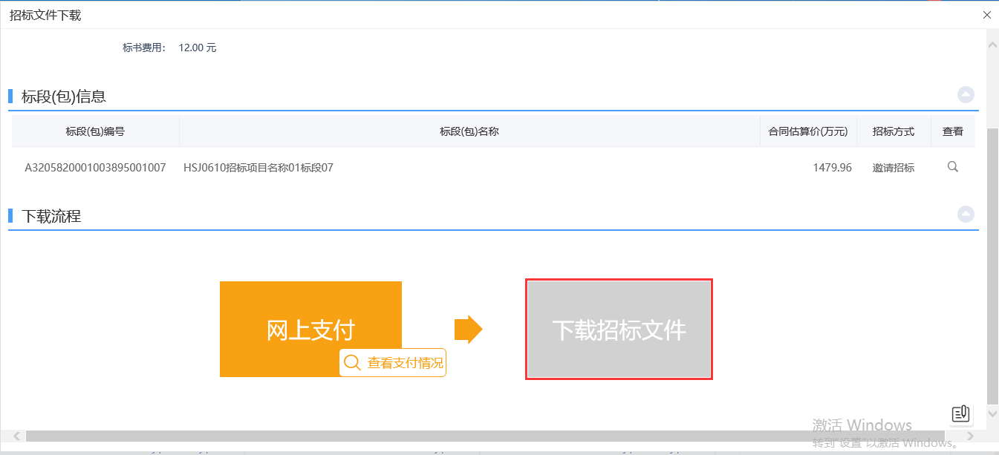 招标文件下载
标书费用： 12.00 元
标段(包)信息
标段(包)编号 标段(包)名称 合同估算价(万元) 招标方式 查看
A3205820001003895001007 HSJ0610招标项目名称01标段07 1479.96 邀请招标
下载流程
网上支付
查看支付情况
下载招标文件
激活 Windows
转到"设置"以激活 Windows。